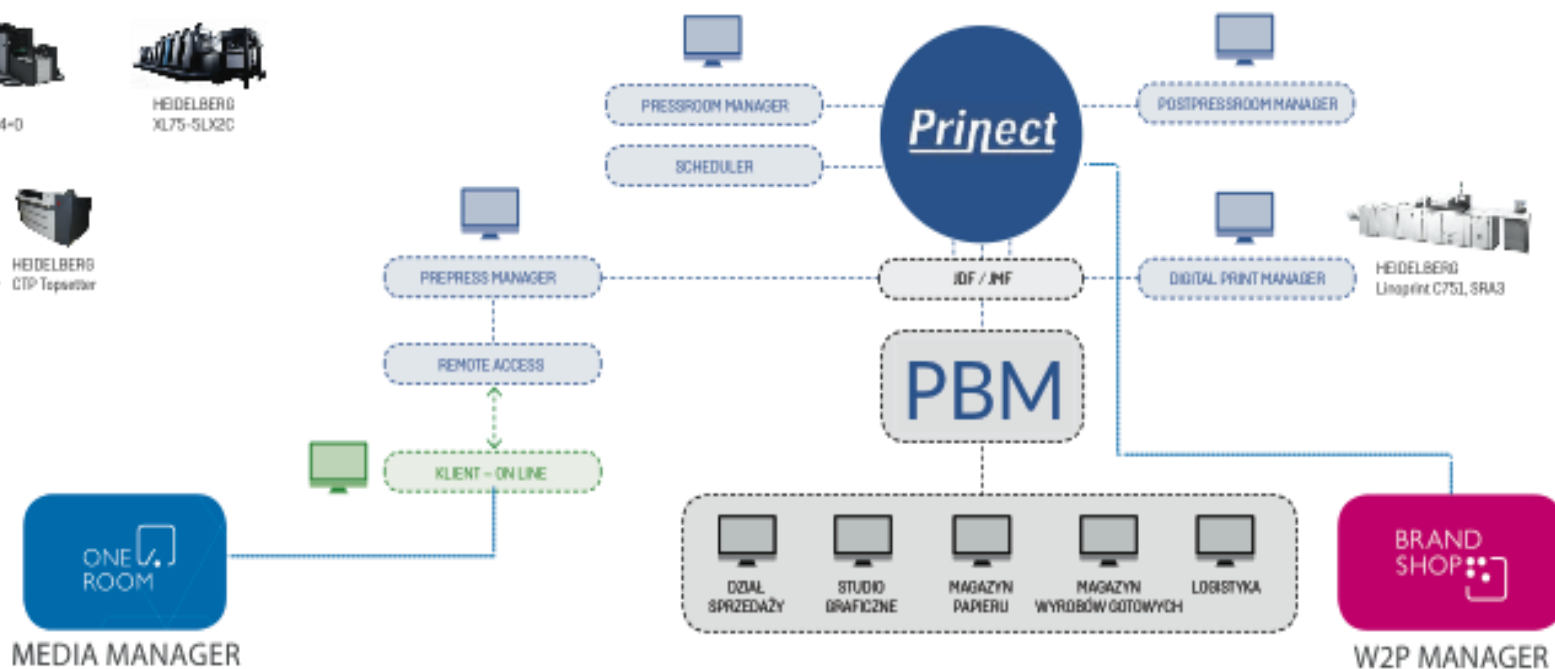 4+0
HEIDELBERG
XL75-5LX2C
HEIDELBERG
CTP Topsetter
PRESSROOM MANAGER
SCHEDULER
Prinect
POSTPRESSROOM MANAGER
PREPRESS MANAGER
JDF / JMF
DIGITAL PRINT MANAGER
HEIDELBERG
Linoprint C751, SRA3
REMOTE ACCESS
PBM
KLIENT – ON LINE
ONE
ROOM
MEDIA MANAGER
DZIAŁ
SPRZEDAŻY
STUDIO
GRAFICZNE
MAGAZYN
PAPIERU
MAGAZYN
WYROBÓW GOTOWYCH
LOGISTYKA
BRAND
SHOP
W2P MANAGER